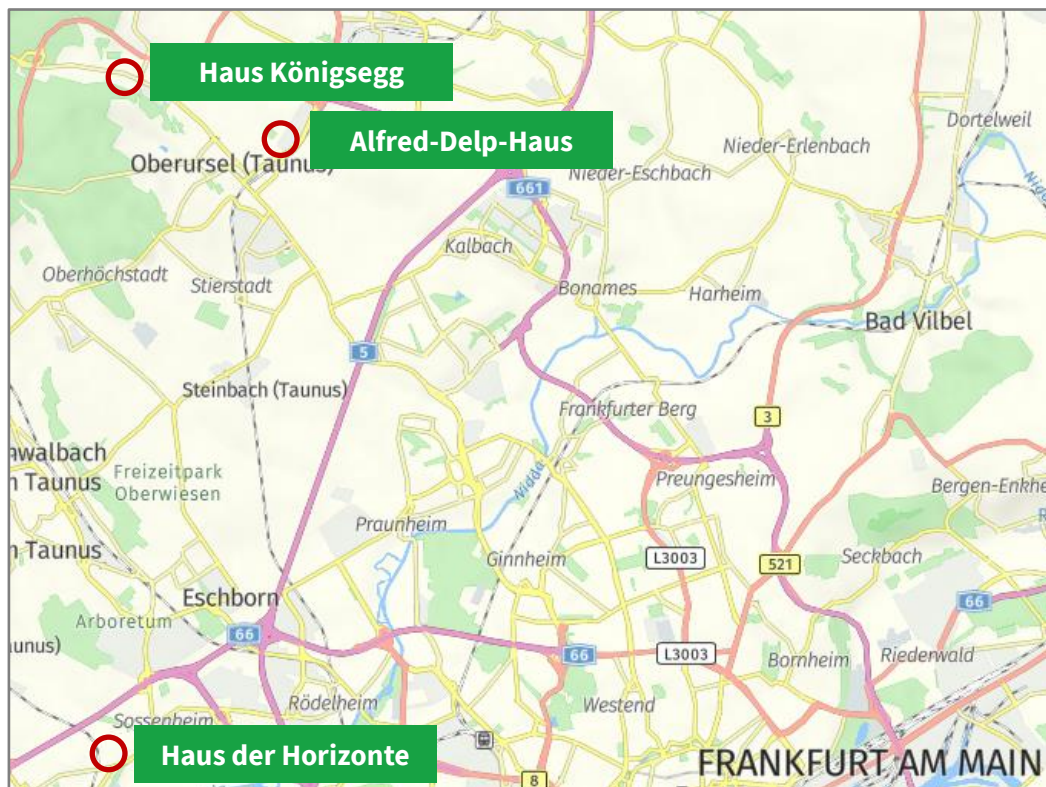 Haus Königsegg
Alfred-Delp-Haus
Dortelweil
Oberursel (Taunus)
Nieder-Erlenbach
Nieder-Eschbach
661
Kalbach
Oberhöchstadt
Stierstadt
Bonames
Harheim
Bad Vilbel
5
Steinbach (Taunus)
Frankfurter Berg
3
Freizeitpark
Oberwiesen
Taunus
Nidda
Preungesheim
Praunheim
Ginnheim
L3003
521
Seckbach
Taunus
Eschborn
66
Arboretum
66
66
L3003
Bornheim
Riederwald
Rödelheim
Westend
Sossenheim
Haus der Horizonte
8
FRANKFURT AM MAIN